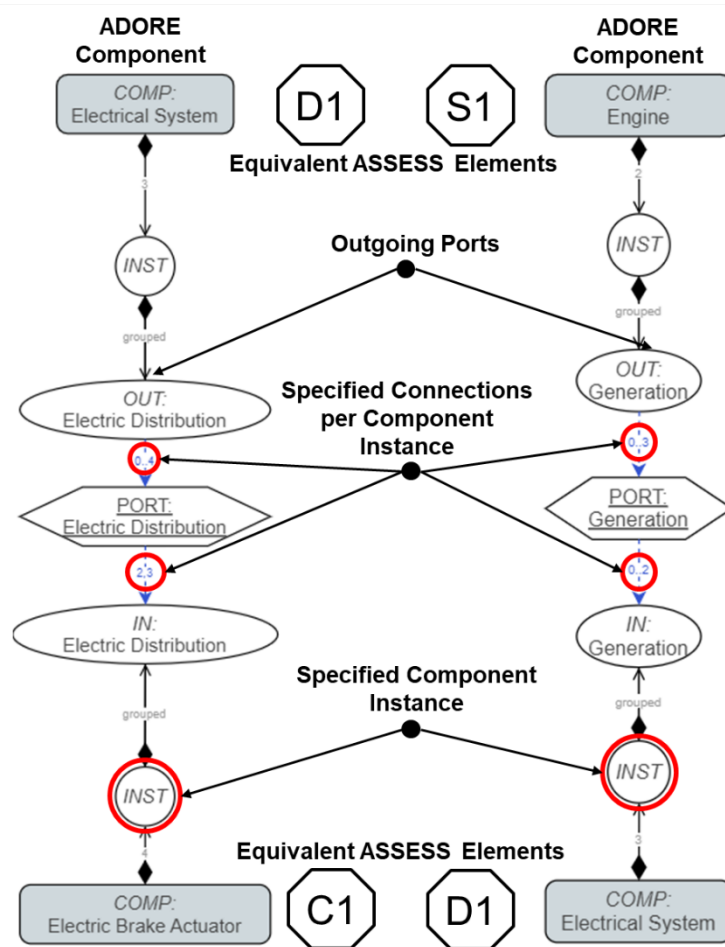 ADORE
Component
COMP:
Electrical System
D1
S1
ADORE
Component
COMP:
Engine
Equivalent ASSESS Elements
3
2
INST
INST
Outgoing Ports
grouped
grouped
OUT:
Electric Distribution
OUT:
Generation
Specified Connections
per Component
Instance
0..4
0..3
PORT:
Electric Distribution
PORT:
Generation
2,3
0..2
IN:
Electric Distribution
IN:
Generation
Specified Component
Instance
grouped
grouped
INST
INST
4
3
Equivalent ASSESS Elements
COMP:
Electric Brake Actuator
C1
D1
COMP:
Electrical System